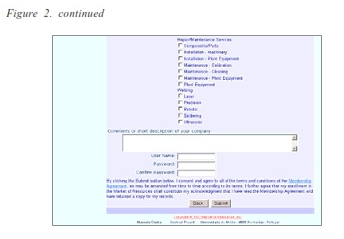 Figure 2. continued
Repair/Maintenance Services
Components/Parts
Installation - Machinery
Installation - Plant Equipment
Maintenance - Calibration
Maintenance - Cleaning
Maintenance - Plant Equipment
Plant Equipment
Welding
Laser
Precision
Robotic
Soldering
Ultrasonic
Comments or short description of your company
User Name:
Password:
Confirm Password:
By clicking the Submit button below, I consent and agree to all of the terms and conditions of the Membership
Agreement, as may be amended from time to time according to its terms. I further agree that my enrollment in
the Market of Resources shall constitute my acknowledgment that I have read the Membership Agreement and
have retained a copy for my records.
Back Submit